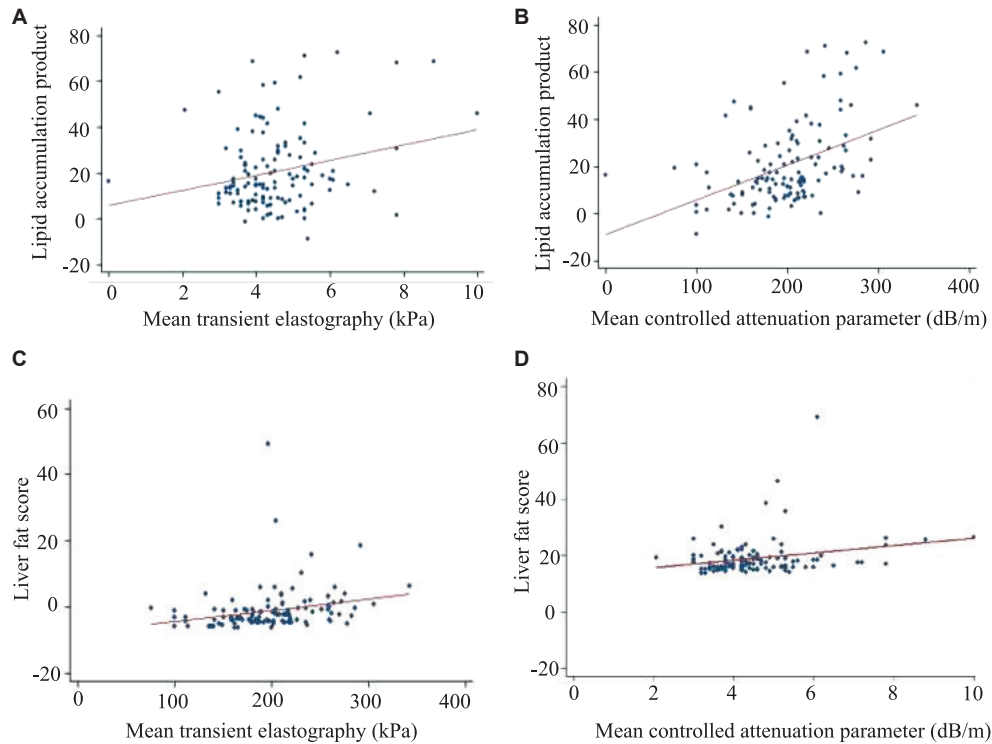 A
Lipid accumulation product
80
60
40
20
0
-20
0 2 4 6 8 10
Mean transient elastography (kPa)
B
Lipid accumulation product
80
60
40
20
0
-20
0 100 200 300 400
Mean controlled attenuation parameter (dB/m)
C
Liver fat score
60
40
20
0
-20
0 100 200 300 400
Mean transient elastography (kPa)
D
Liver fat score
80
60
40
20
0
-20
0 2 4 6 8 10
Mean controlled attenuation parameter (dB/m)